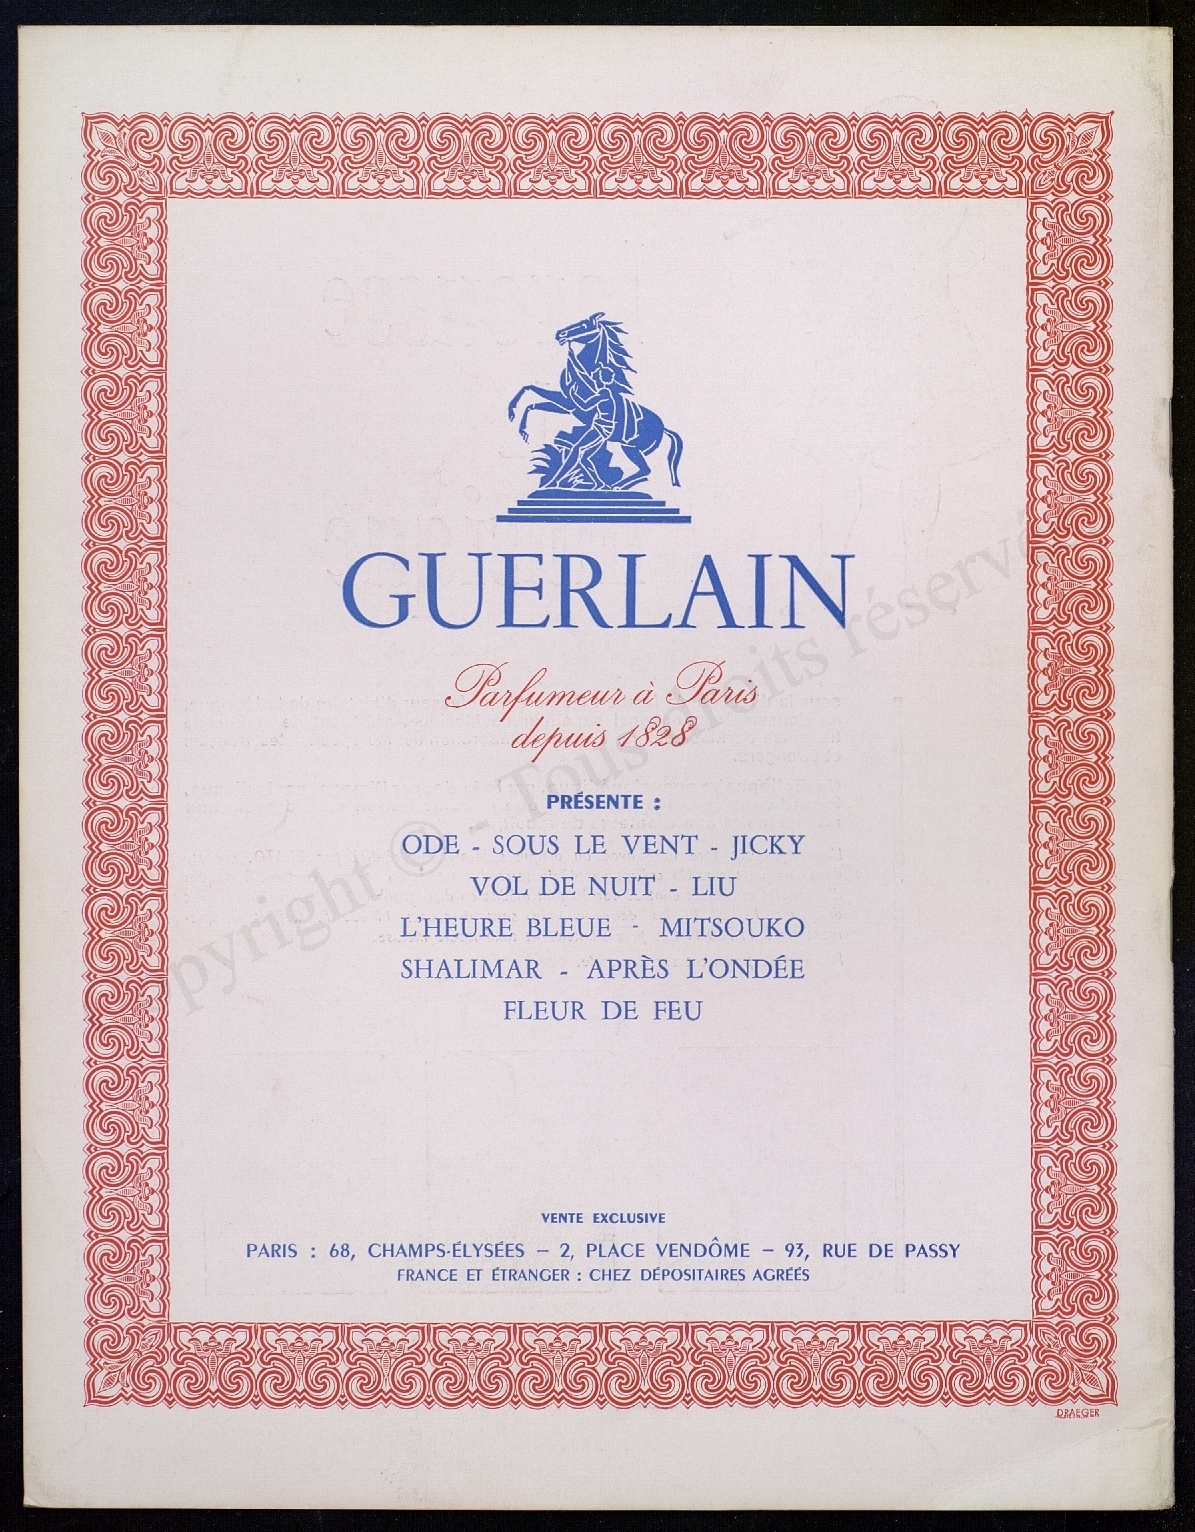 GUERLAIN
Parfumeur à Paris
depuis 1828
PRÉSENTE :
ODE - SOUS LE VENT - JICKY
VOL DE NUIT - LIU
L'HEURE BLEUE - MITSOUKO
SHALIMAR - APRÈS L'ONDÉE
FLEUR DE FEU
VENTE EXCLUSIVE
PARIS : 68, CHAMPS-ÉLYSÉES – 2, PLACE VENDÔME – 93, RUE DE PASSY
FRANCE ET ÉTRANGER : CHEZ DÉPOSITAIRES AGRÉÉS
DRAEGER
pyright © - Tous droits réservé